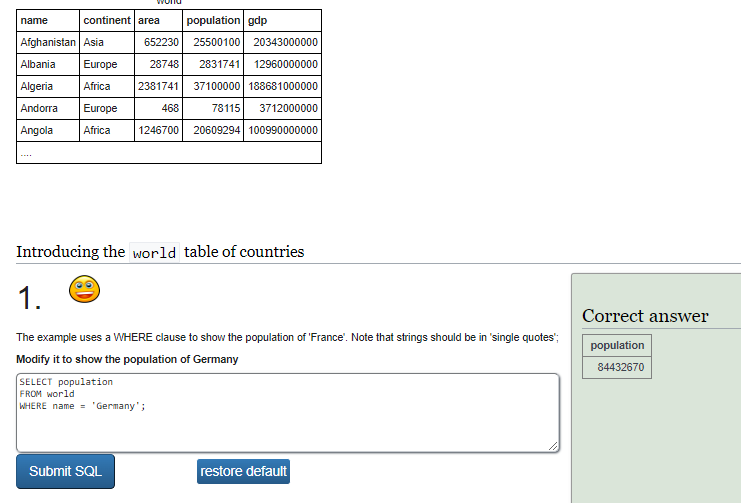 world
name continent area population gdp
Afghanistan Asia 652230 25500100 20343000000
Albania Europe 28748 2831741 12960000000
Algeria Africa 2381741 37100000 188681000000
Andorra Europe 468 78115 3712000000
Angola Africa 1246700 20609294 100990000000
....
Introducing the world table of countries
1.
The example uses a WHERE clause to show the population of 'France'. Note that strings should be in 'single quotes';
Modify it to show the population of Germany
SELECT population
FROM world
WHERE name = 'Germany';
Submit SQL
restore default
Correct answer
population
84432670